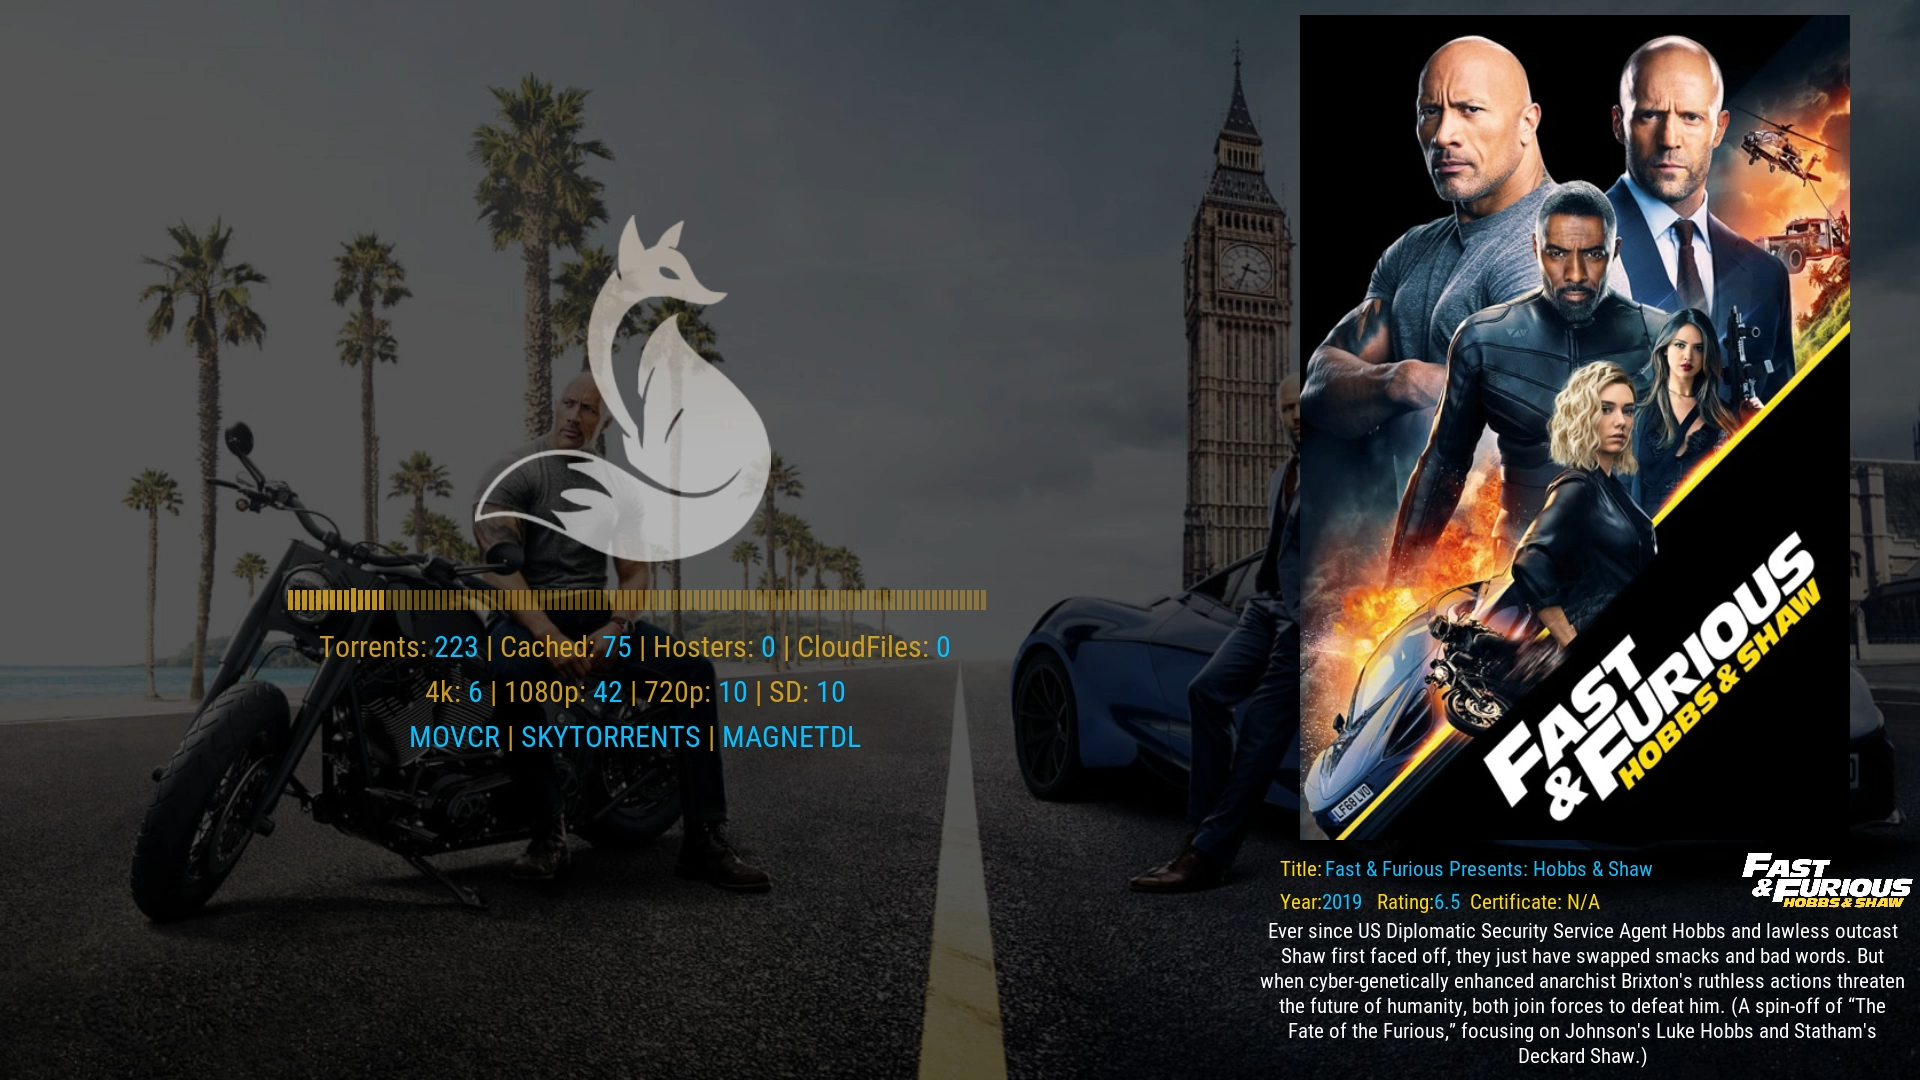 Torrents: 223 | Cached: 75 | Hosters: 0 | CloudFiles: 0
4k: 6 | 1080p: 42 | 720p: 10 | SD: 10
MOVCR | SKYTORRENTS | MAGNETDL
LF68LYO
FAST
& FURIOUS
HOBBS & SHAW
Title: Fast & Furious Presents: Hobbs & Shaw
Year:2019 Rating:6.5 Certificate: N/A
FAST
& FURIOUS
HOBBS & SHAW
Ever since US Diplomatic Security Service Agent Hobbs and lawless outcast
Shaw first faced off, they just have swapped smacks and bad words. But
when cyber-genetically enhanced anarchist Brixton's ruthless actions threaten
the future of humanity, both join forces to defeat him. (A spin-off of “The
Fate of the Furious,” focusing on Johnson's Luke Hobbs and Statham's
Deckard Shaw.)